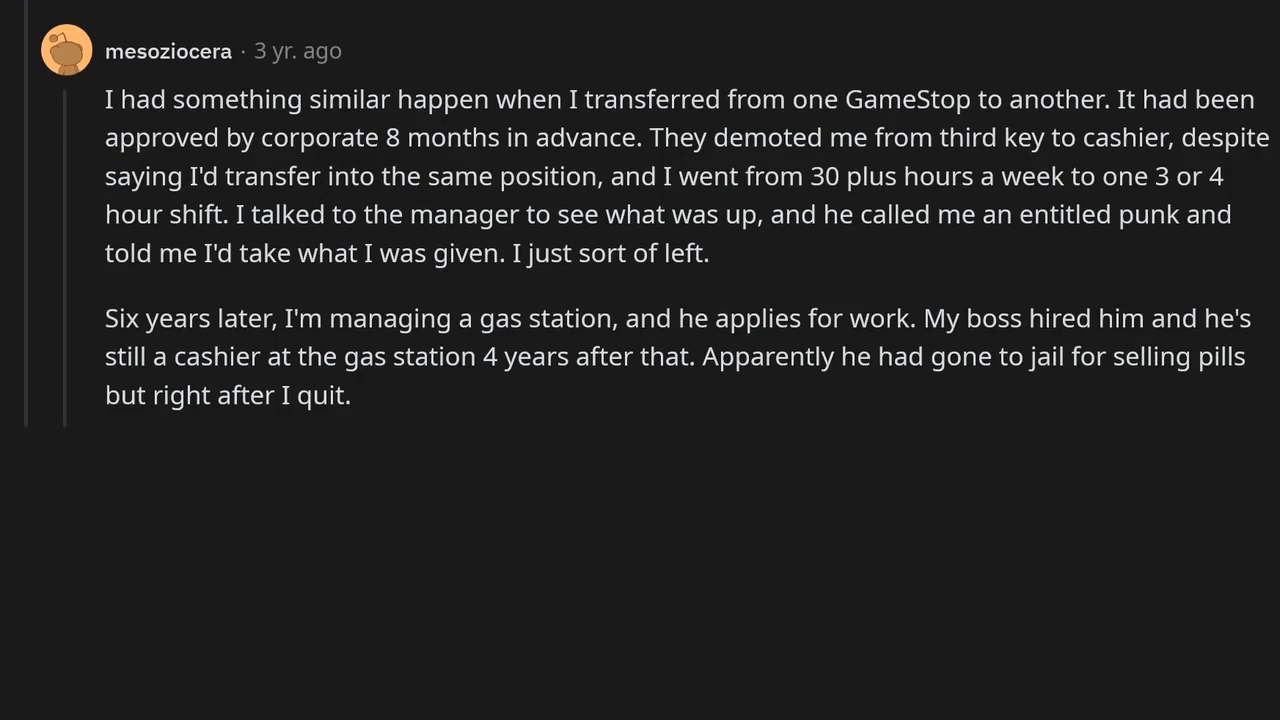 mesoziocera · 3 yr. ago
I had something similar happen when I transferred from one GameStop to another. It had been
approved by corporate 8 months in advance. They demoted me from third key to cashier, despite
saying I'd transfer into the same position, and I went from 30 plus hours a week to one 3 or 4
hour shift. I talked to the manager to see what was up, and he called me an entitled punk and
told me I'd take what I was given. I just sort of left.
Six years later, I'm managing a gas station, and he applies for work. My boss hired him and he's
still a cashier at the gas station 4 years after that. Apparently he had gone to jail for selling pills
but right after I quit.